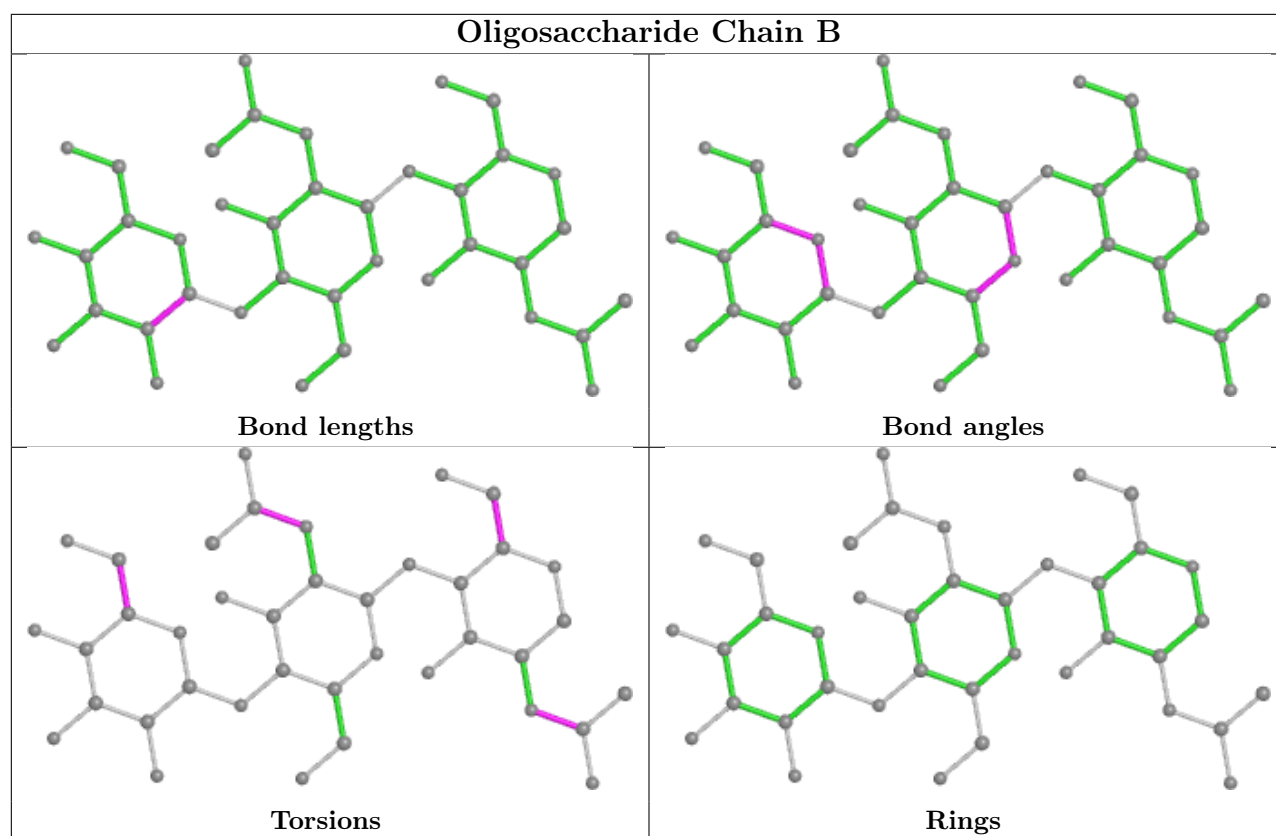 Oligosaccharide Chain B
Bond lengths
Bond angles
Torsions
Rings